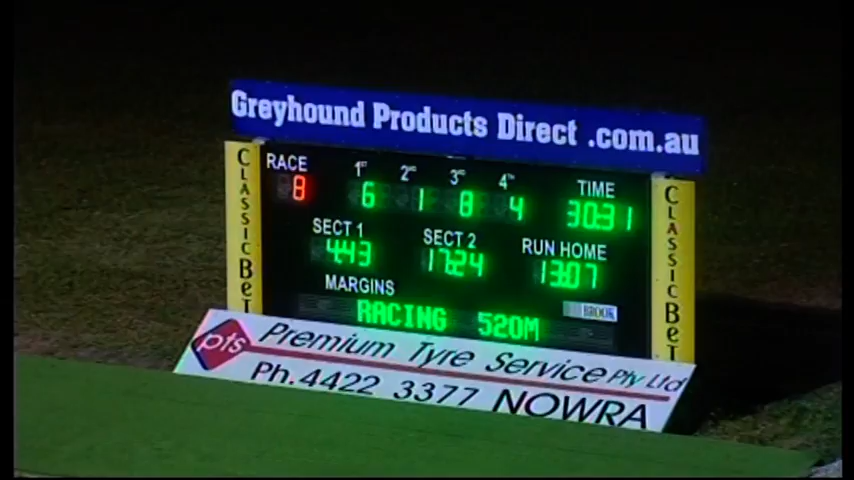 Greyhound Products Direct .com.au
CLASSICBET
RACE 1ST 2ND 3RD 4TH TIME
8 6 1 8 4 30:31
SECT 1 SECT 2 RUN HOME
4.43 17.24 13.07
MARGINS
BROOK
RACING 520M
CLASSICBET
pts Premium Tyre Service Pty Ltd
Ph.4422 3377 NOWRA